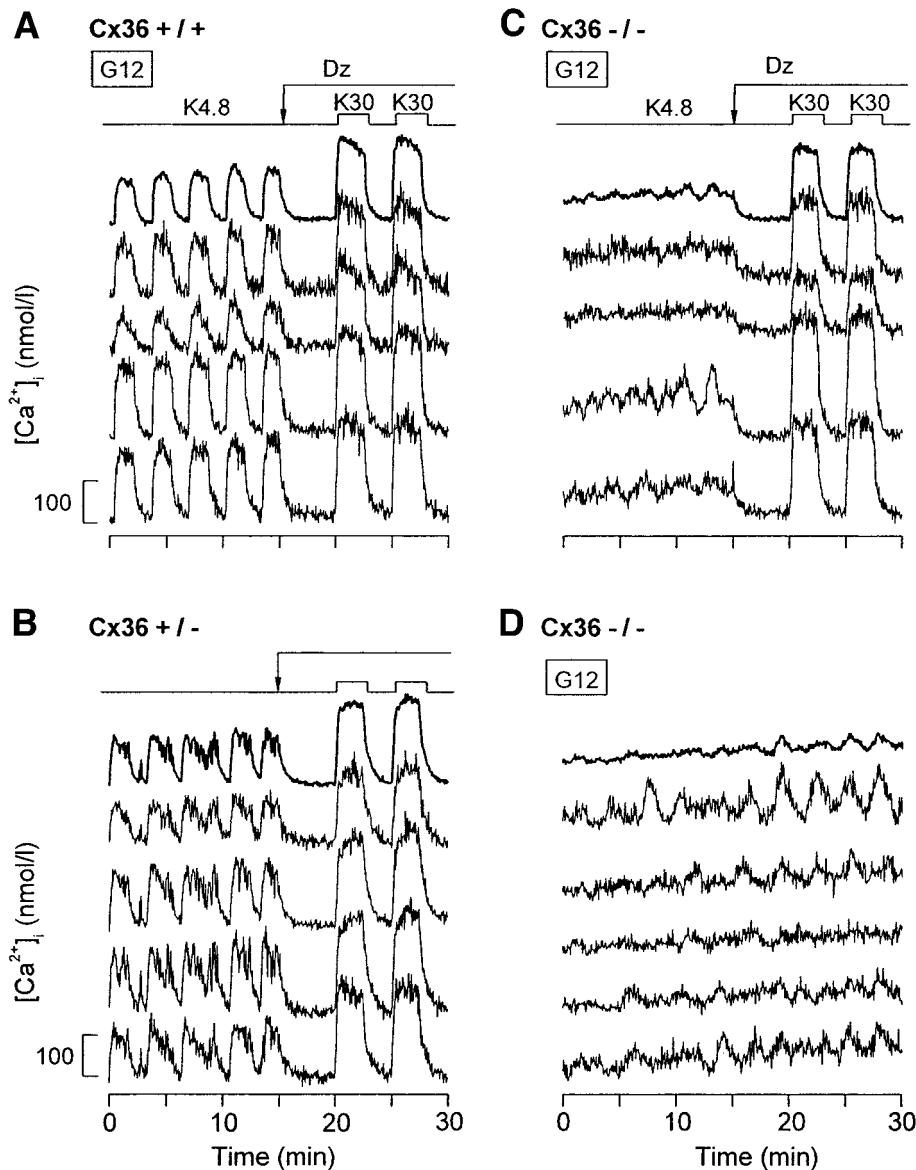 A Cx36 + / +
G12
Dz
K4.8 K30 K30
[Ca²⁺]ᵢ (nmol/l)
100
B Cx36 + / -
[Ca²⁺]ᵢ (nmol/l)
100
0 10 20 30
Time (min)
C Cx36 - / -
G12
Dz
K4.8 K30 K30
D Cx36 - / -
G12
0 10 20 30
Time (min)